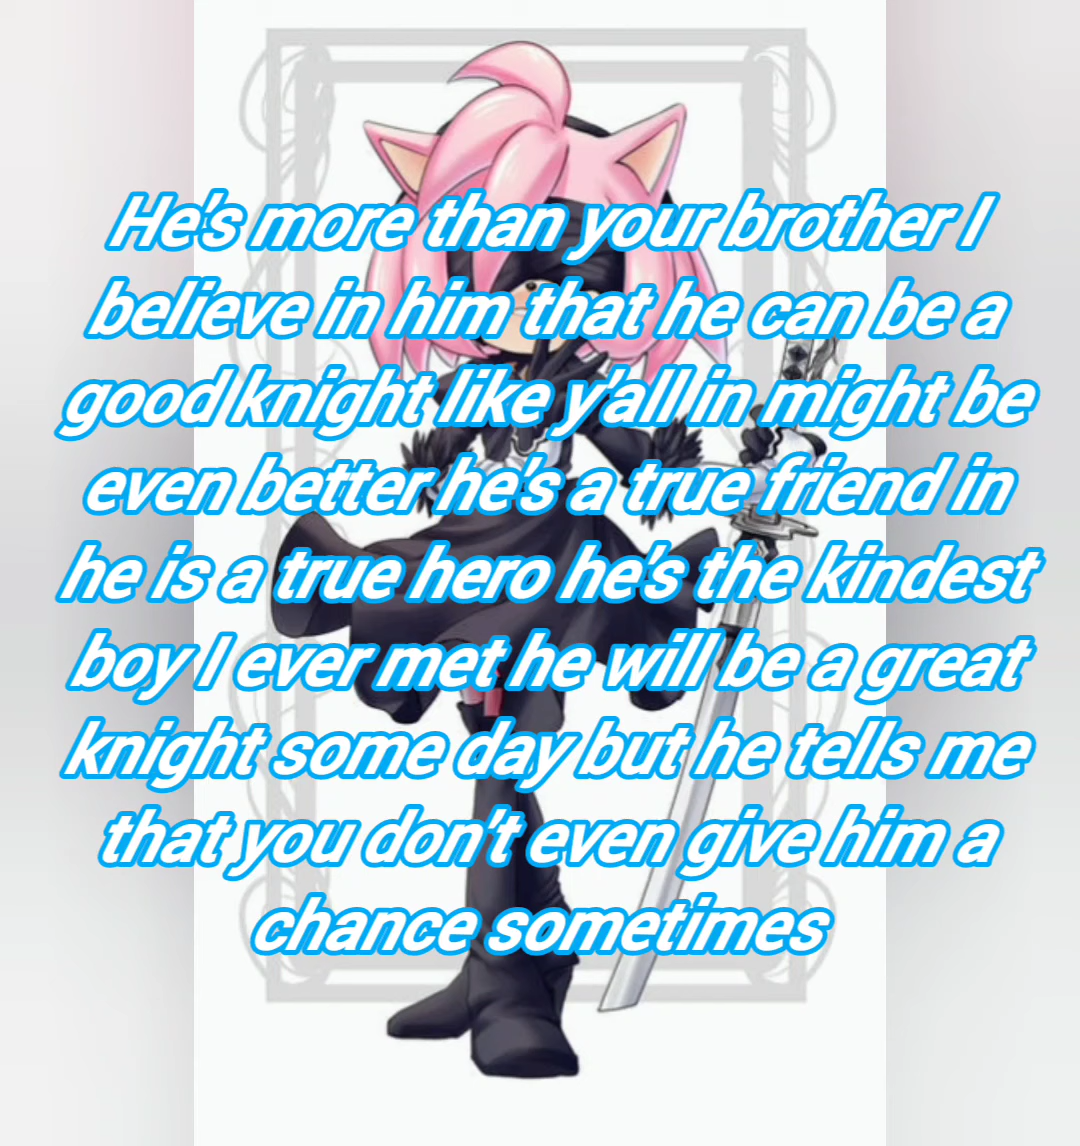 He's more than your brother I
believe in him that he can be a
good knight like y'all in might be
even better he's a true friend in
he is a true hero he's the kindest
boy I ever met he will be a great
knight some day but he tells me
that you don't even give him a
chance sometimes